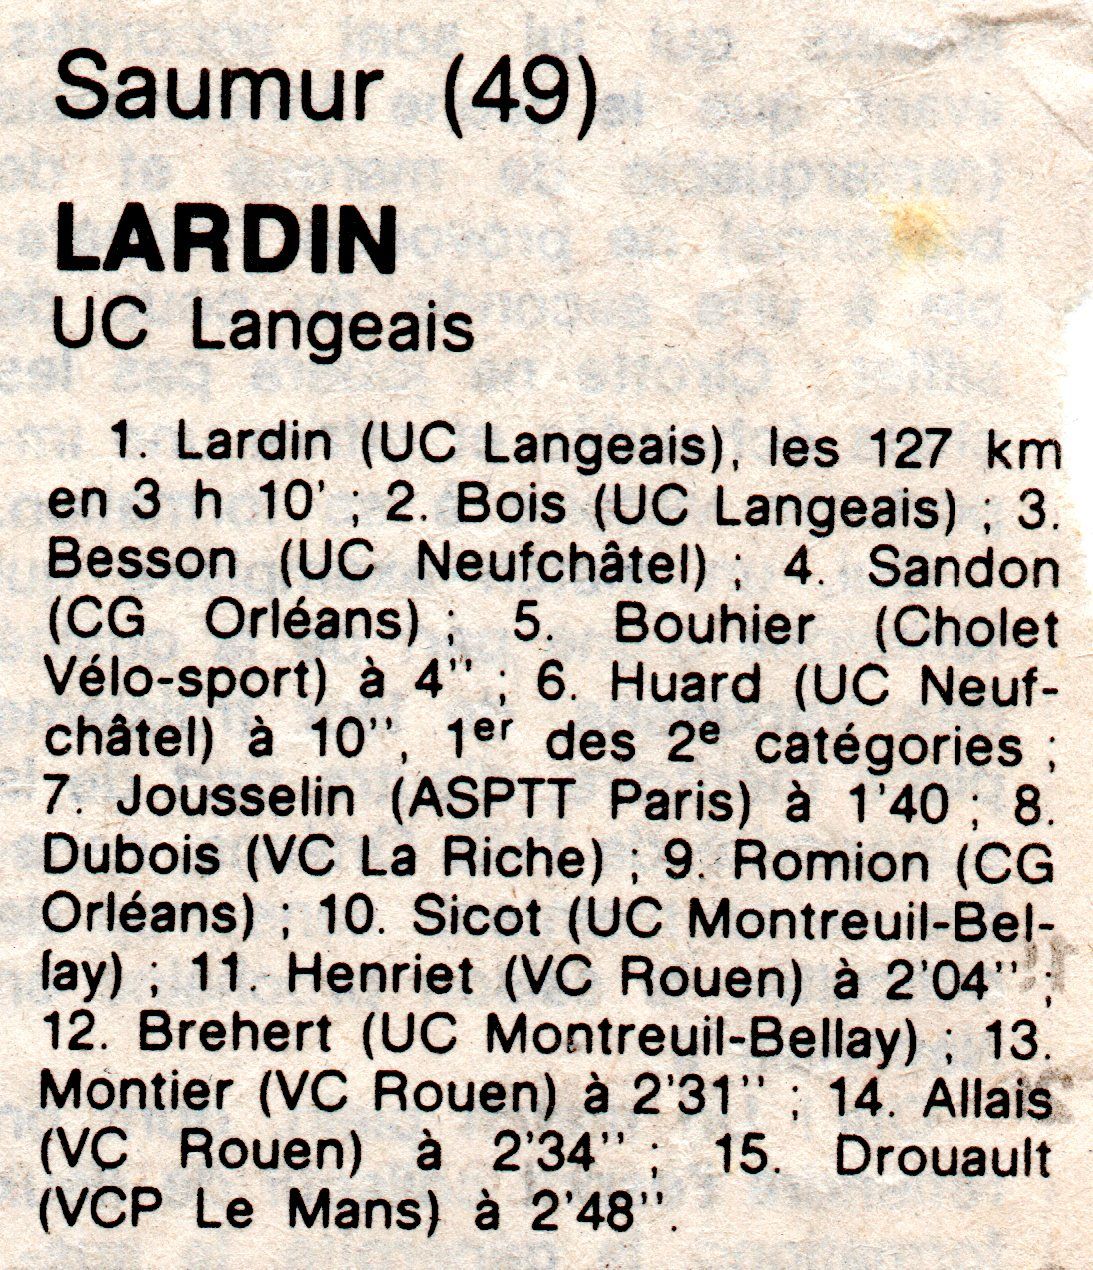 Saumur (49)
LARDIN
UC Langeais
1. Lardin (UC Langeais), les 127 km
en 3 h 10' ; 2. Bois (UC Langeais) ; 3.
Besson (UC Neufchâtel) ; 4. Sandon
(CG Orléans) ; 5. Bouhier (Cholet
Vélo-sport) à 4'' ; 6. Huard (UC Neuf-
châtel) à 10'', 1er des 2e catégories ;
7. Jousselin (ASPTT Paris) à 1'40 ; 8.
Dubois (VC La Riche) ; 9. Romion (CG
Orléans) ; 10. Sicot (UC Montreuil-Bel-
lay) ; 11. Henriet (VC Rouen) à 2'04'' ;
12. Brehert (UC Montreuil-Bellay) ; 13.
Montier (VC Rouen) à 2'31'' ; 14. Allais
(VC Rouen) à 2'34'' ; 15. Drouault
(VCP Le Mans) à 2'48''.